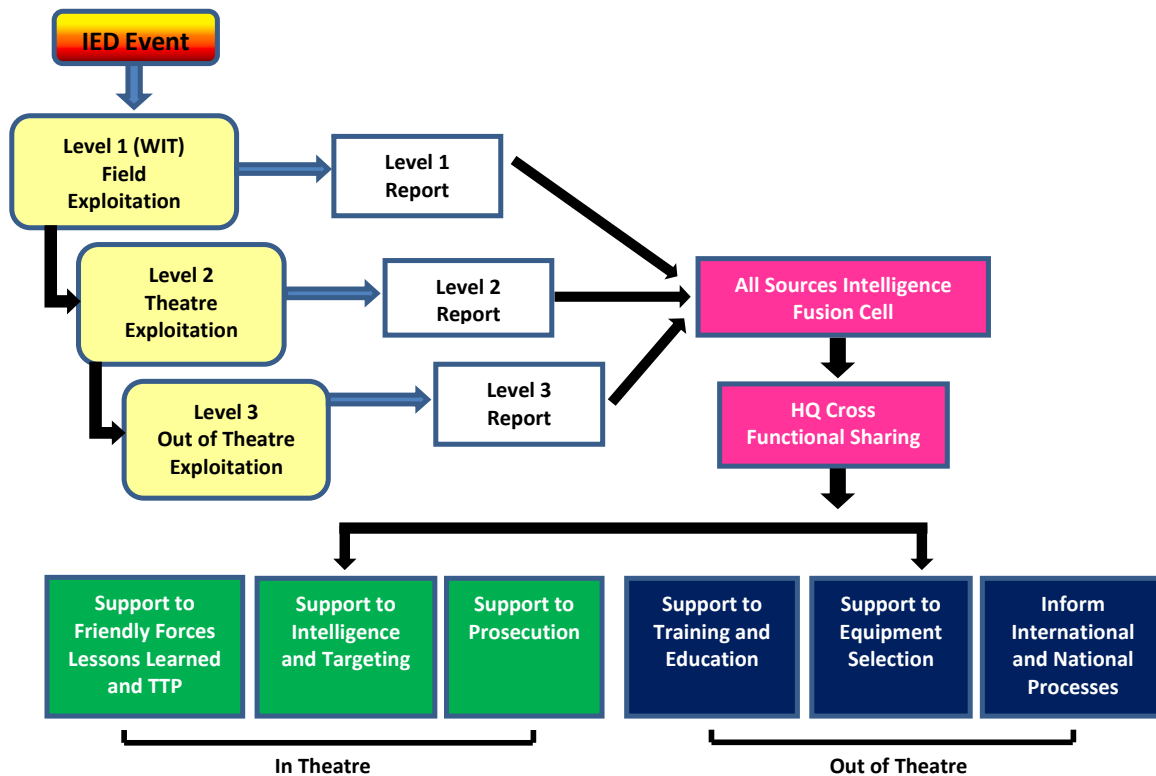 IED Event
Level 1 (WIT)
Field
Exploitation
Level 1
Report
Level 2
Theatre
Exploitation
Level 2
Report
Level 3
Out of Theatre
Exploitation
Level 3
Report
All Sources Intelligence
Fusion Cell
HQ Cross
Functional Sharing
Support to
Friendly Forces
Lessons Learned
and TTP
Support to
Intelligence
and Targeting
Support to
Prosecution
Support to
Training and
Education
Support to
Equipment
Selection
Inform
International
and National
Processes
In Theatre
Out of Theatre